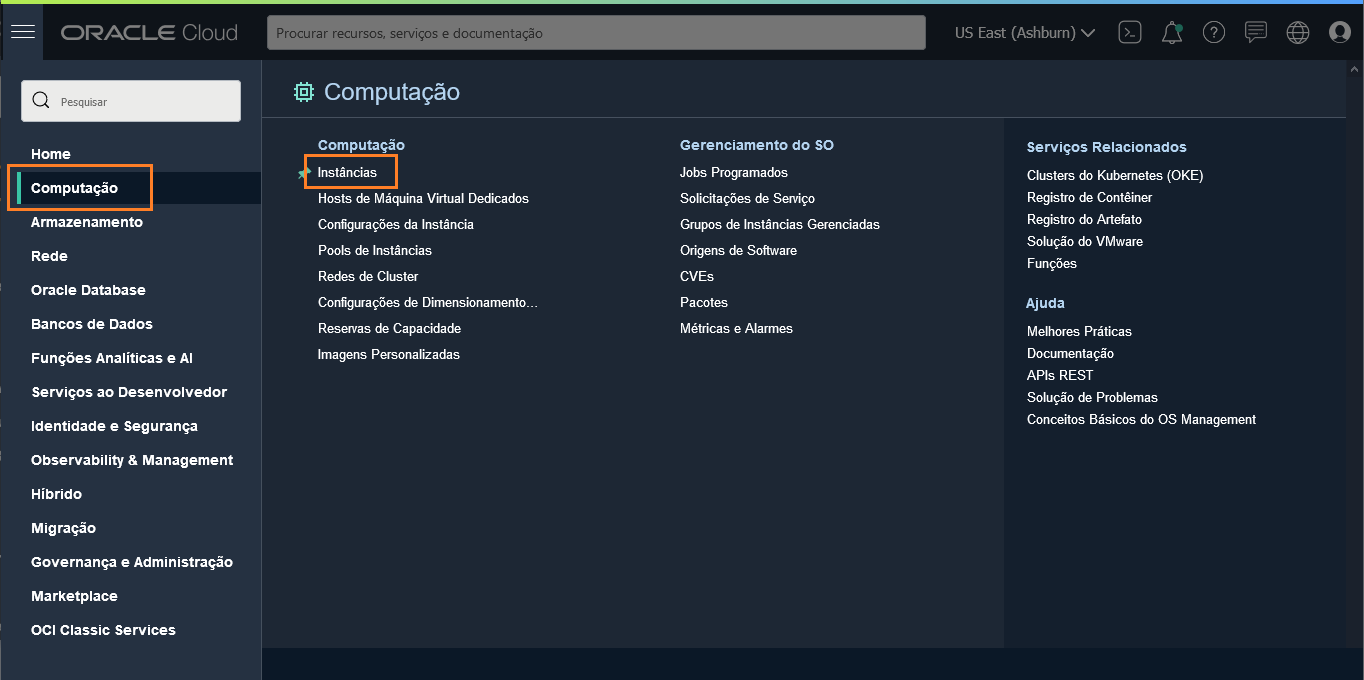 ORACLE Cloud
Procurar recursos, serviços e documentação
US East (Ashburn)
Pesquisar
Home
Computação
Armazenamento
Rede
Oracle Database
Bancos de Dados
Funções Analíticas e AI
Serviços ao Desenvolvedor
Identidade e Segurança
Observability & Management
Híbrido
Migração
Governança e Administração
Marketplace
OCI Classic Services
Computação
Computação
Instâncias
Hosts de Máquina Virtual Dedicados
Configurações da Instância
Pools de Instâncias
Redes de Cluster
Configurações de Dimensionamento...
Reservas de Capacidade
Imagens Personalizadas
Gerenciamento do SO
Jobs Programados
Solicitações de Serviço
Grupos de Instâncias Gerenciadas
Origens de Software
CVEs
Pacotes
Métricas e Alarmes
Serviços Relacionados
Clusters do Kubernetes (OKE)
Registro de Contêiner
Registro do Artefato
Solução do VMware
Funções
Ajuda
Melhores Práticas
Documentação
APIs REST
Solução de Problemas
Conceitos Básicos do OS Management